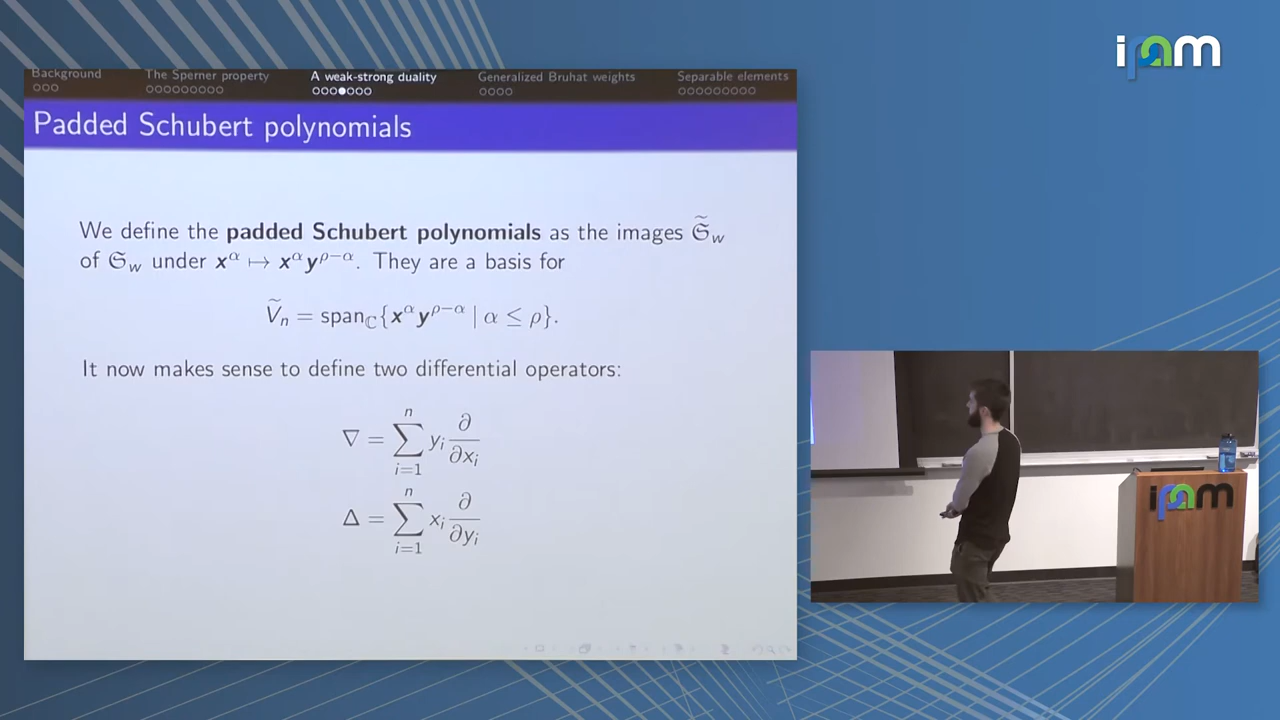 ipam
Background The Sperner property A weak-strong duality Generalized Bruhat weights Separable elements
Padded Schubert polynomials
We define the padded Schubert polynomials as the images 𝔖̃_w
of 𝔖_w under x^α ↦ x^α y^{ρ−α}. They are a basis for
Ṽ_n = span_ℂ{x^α y^{ρ−α} | α ≤ ρ}.
It now makes sense to define two differential operators:
∇ = ∑_{i=1}^{n} y_i ∂/∂x_i
Δ = ∑_{i=1}^{n} x_i ∂/∂y_i
ipam